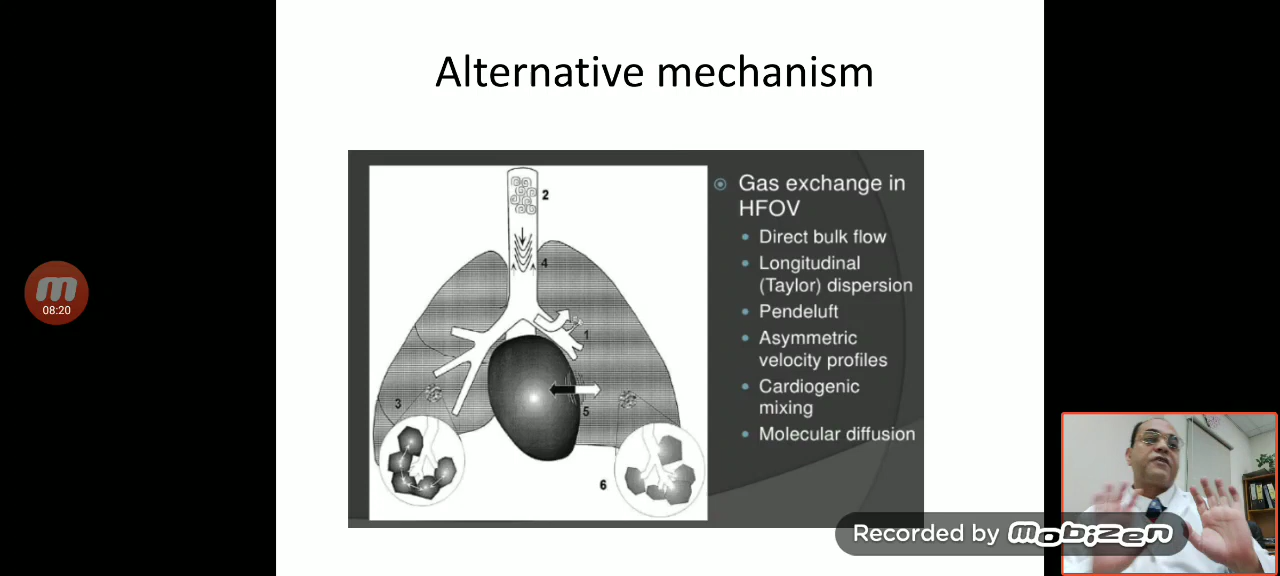 Alternative mechanism
2
4
1
3
5
6
Gas exchange in
HFOV
Direct bulk flow
Longitudinal
(Taylor) dispersion
Pendeluft
Asymmetric
velocity profiles
Cardiogenic
mixing
Molecular diffusion
m
08:20
Recorded by mobizen